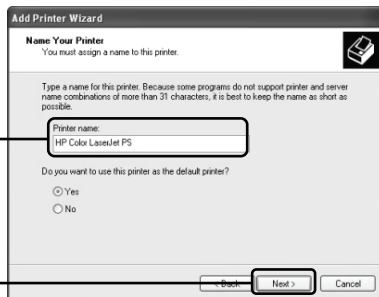 Add Printer Wizard
Name Your Printer
You must assign a name to this printer.
Type a name for this printer. Because some programs do not support printer and server
name combinations of more than 31 characters, it is best to keep the name as short as
possible.
Printer name:
HP Color LaserJet PS
Do you want to use this printer as the default printer?
Yes
No
< Back
Next >
Cancel